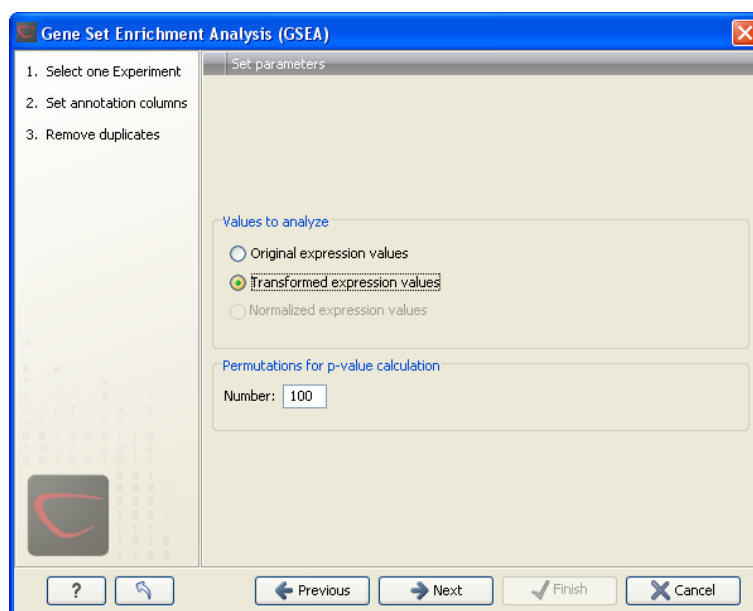 Gene Set Enrichment Analysis (GSEA)
1. Select one Experiment
2. Set annotation columns
3. Remove duplicates
Set parameters
Values to analyze
Original expression values
Transformed expression values
Normalized expression values
Permutations for p-value calculation
Number: 100
? Previous Next Finish Cancel